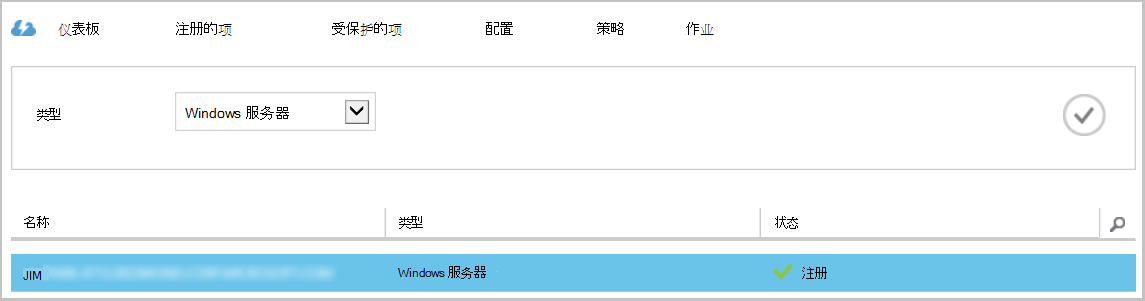 仪表板 注册的项 受保护的项 配置 策略 作业
类型 Windows 服务器
名称 类型 状态
JIM Windows 服务器 注册